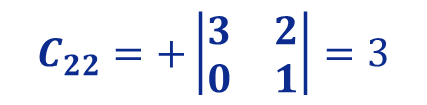 C₂₂ = + |3 2| = 3
|0 1|